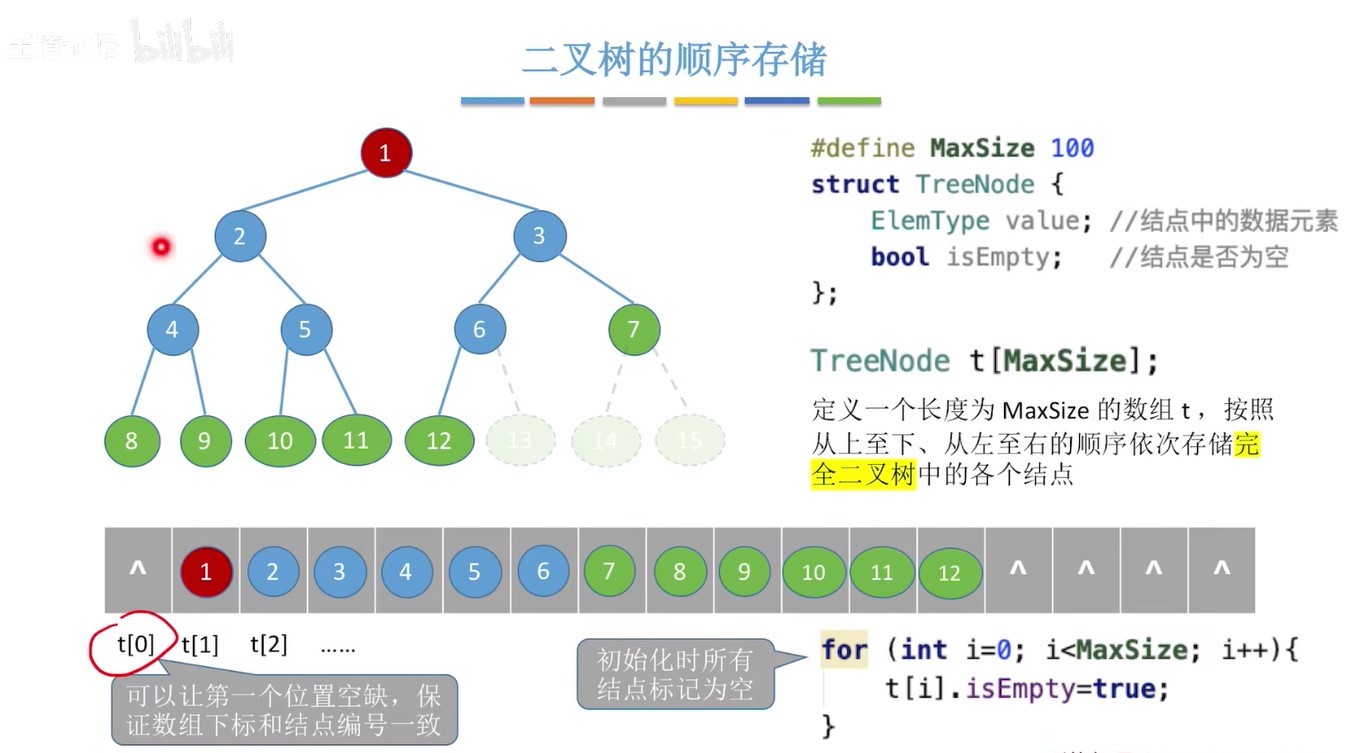 bilibili
二叉树的顺序存储
1
2
3
4
5
6
7
8
9
10
11
12
13
14
15
#define MaxSize 100
struct TreeNode {
ElemType value; //结点中的数据元素
bool isEmpty; //结点是否为空
};
TreeNode t[MaxSize];
定义一个长度为 MaxSize 的数组 t ，按照
从上至下、从左至右的顺序依次存储完
全二叉树中的各个结点
^ 1 2 3 4 5 6 7 8 9 10 11 12 ^ ^ ^ ^
t[0] t[1] t[2] ……
可以让第一个位置空缺，保
证数组下标和结点编号一致
初始化时所有
结点标记为空
for (int i=0; i<MaxSize; i++){
t[i].isEmpty=true;
}